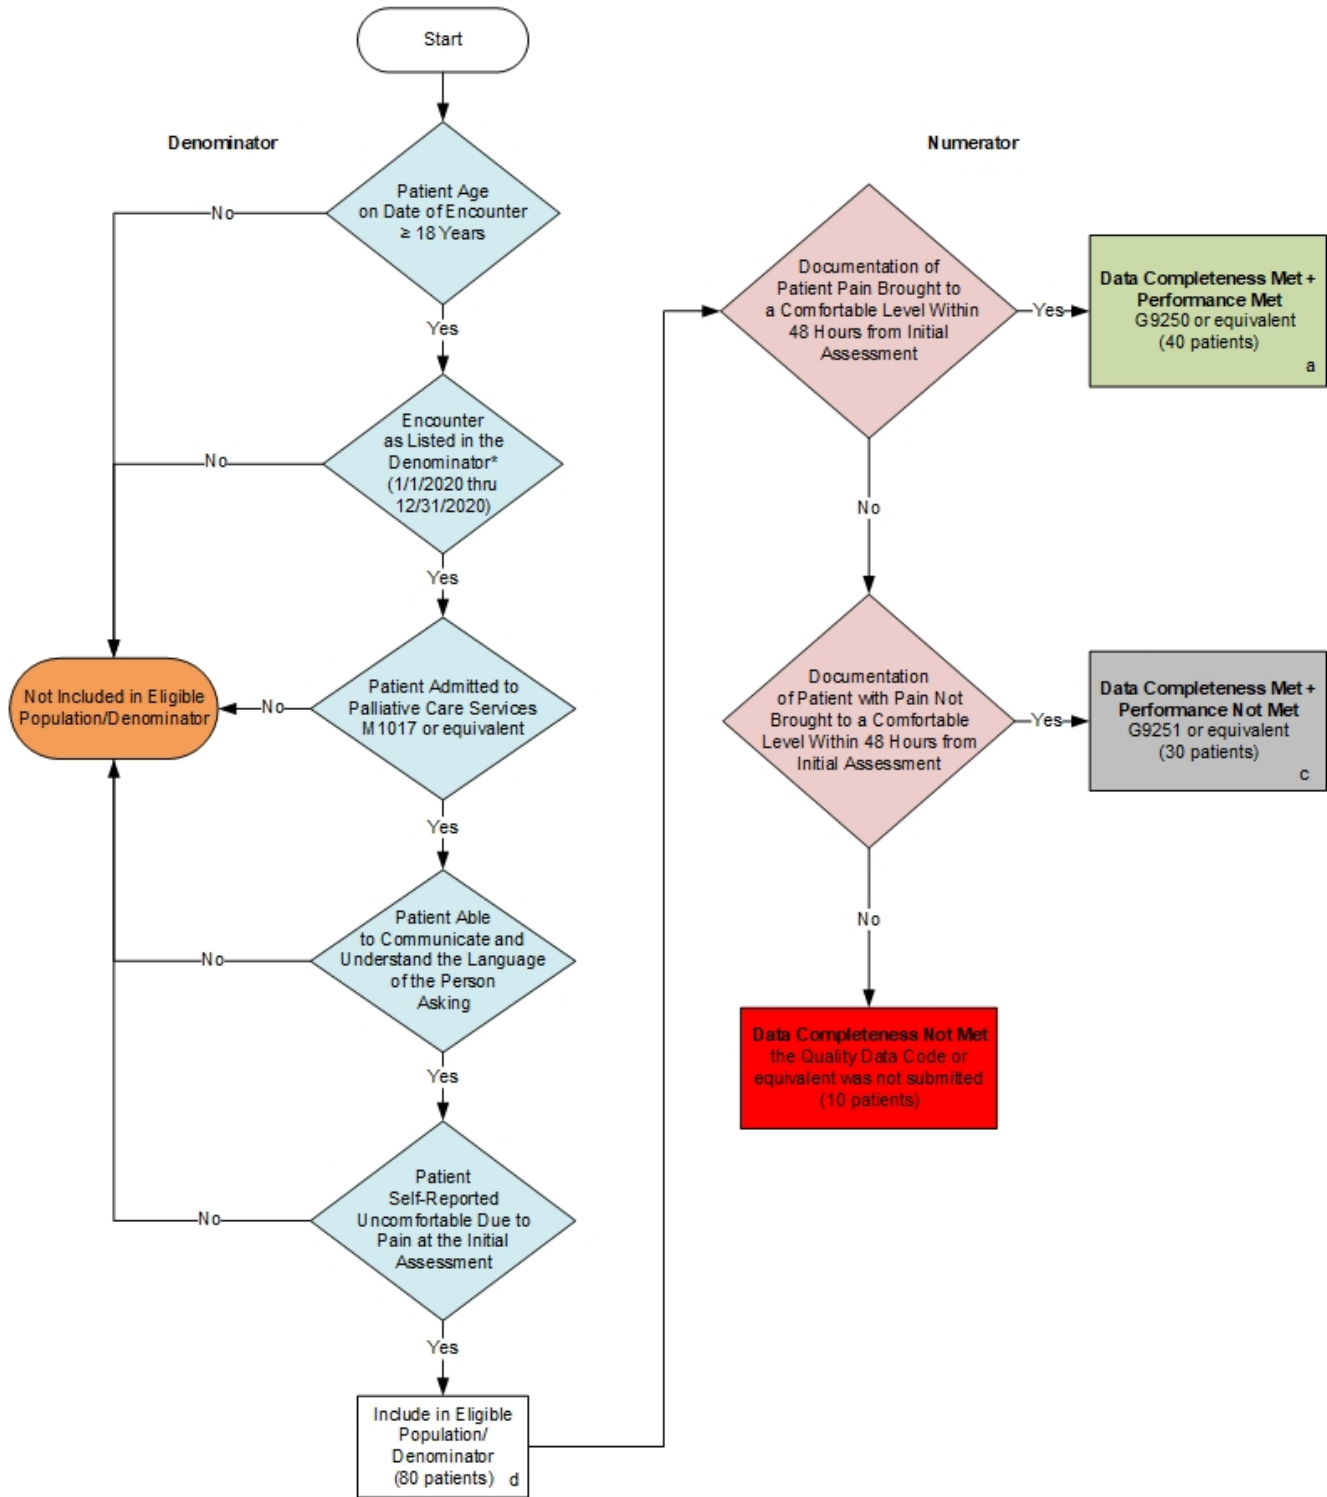 Start
Denominator
Patient Age
on Date of Encounter
≥ 18 Years
No
Yes
Encounter
as Listed in the
Denominator*
(1/1/2020 thru
12/31/2020)
No
Yes
Patient Admitted to
Palliative Care Services
M1017 or equivalent
No
Not Included in Eligible
Population/Denominator
Yes
Patient Able
to Communicate and
Understand the Language
of the Person
Asking
No
Yes
Patient
Self-Reported
Uncomfortable Due to
Pain at the Initial
Assessment
No
Yes
Include in Eligible
Population/
Denominator
(80 patients) d
Numerator
Documentation of
Patient Pain Brought to
a Comfortable Level Within
48 Hours from Initial
Assessment
Yes
Data Completeness Met +
Performance Met
G9250 or equivalent
(40 patients)
a
No
Documentation
of Patient with Pain Not
Brought to a Comfortable
Level Within 48 Hours from
Initial Assessment
Yes
Data Completeness Met +
Performance Not Met
G9251 or equivalent
(30 patients)
c
No
Data Completeness Not Met
the Quality Data Code or
equivalent was not submitted
(10 patients)